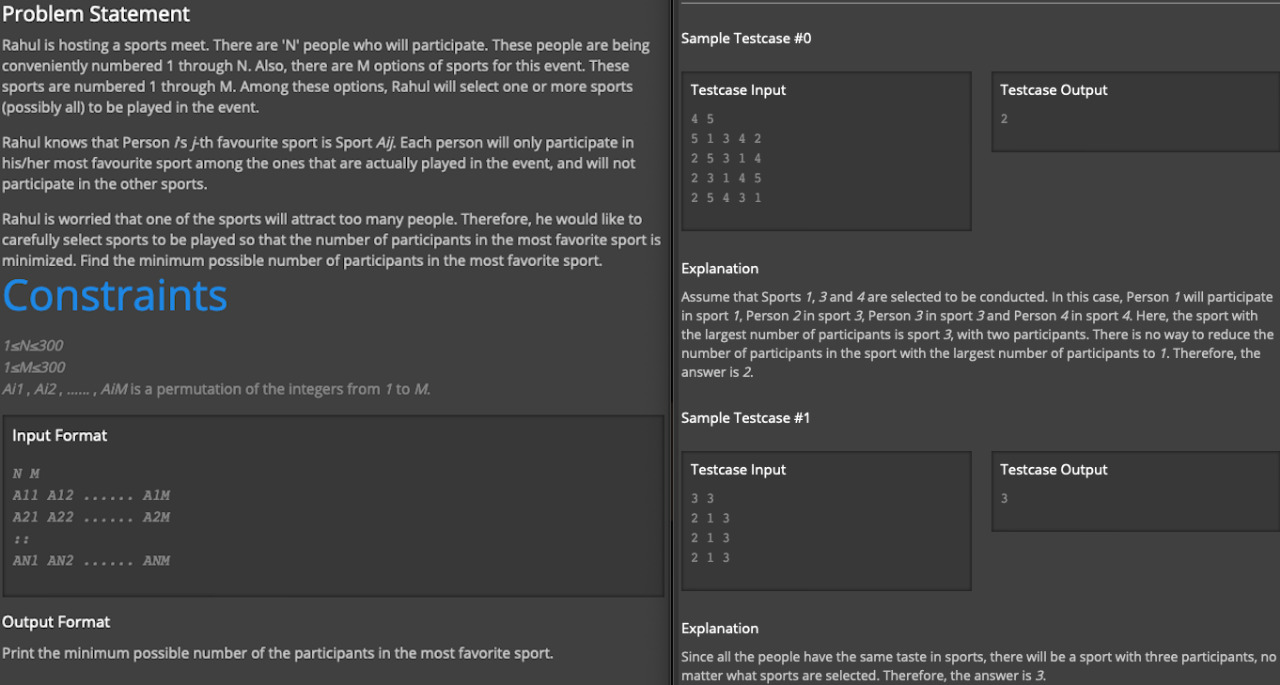 Problem Statement
Rahul is hosting a sports meet. There are 'N' people who will participate. These people are being
conveniently numbered 1 through N. Also, there are M options of sports for this event. These
sports are numbered 1 through M. Among these options, Rahul will select one or more sports
(possibly all) to be played in the event.
Rahul knows that Person i's j-th favourite sport is Sport Aij. Each person will only participate in
his/her most favourite sport among the ones that are actually played in the event, and will not
participate in the other sports.
Rahul is worried that one of the sports will attract too many people. Therefore, he would like to
carefully select sports to be played so that the number of participants in the most favorite sport is
minimized. Find the minimum possible number of participants in the most favorite sport.
Constraints
1≤N≤300
1≤M≤300
Ai1 , Ai2 , ...... , AiM is a permutation of the integers from 1 to M.
Input Format
N M
A11 A12 ...... A1M
A21 A22 ...... A2M
::
AN1 AN2 ...... ANM
Output Format
Print the minimum possible number of the participants in the most favorite sport.
Sample Testcase #0
Testcase Input
4 5
5 1 3 4 2
2 5 3 1 4
2 3 1 4 5
2 5 4 3 1
Testcase Output
2
Explanation
Assume that Sports 1, 3 and 4 are selected to be conducted. In this case, Person 1 will participate
in sport 1, Person 2 in sport 3, Person 3 in sport 3 and Person 4 in sport 4. Here, the sport with
the largest number of participants is sport 3, with two participants. There is no way to reduce the
number of participants in the sport with the largest number of participants to 1. Therefore, the
answer is 2.
Sample Testcase #1
Testcase Input
3 3
2 1 3
2 1 3
2 1 3
Testcase Output
3
Explanation
Since all the people have the same taste in sports, there will be a sport with three participants, no
matter what sports are selected. Therefore, the answer is 3.